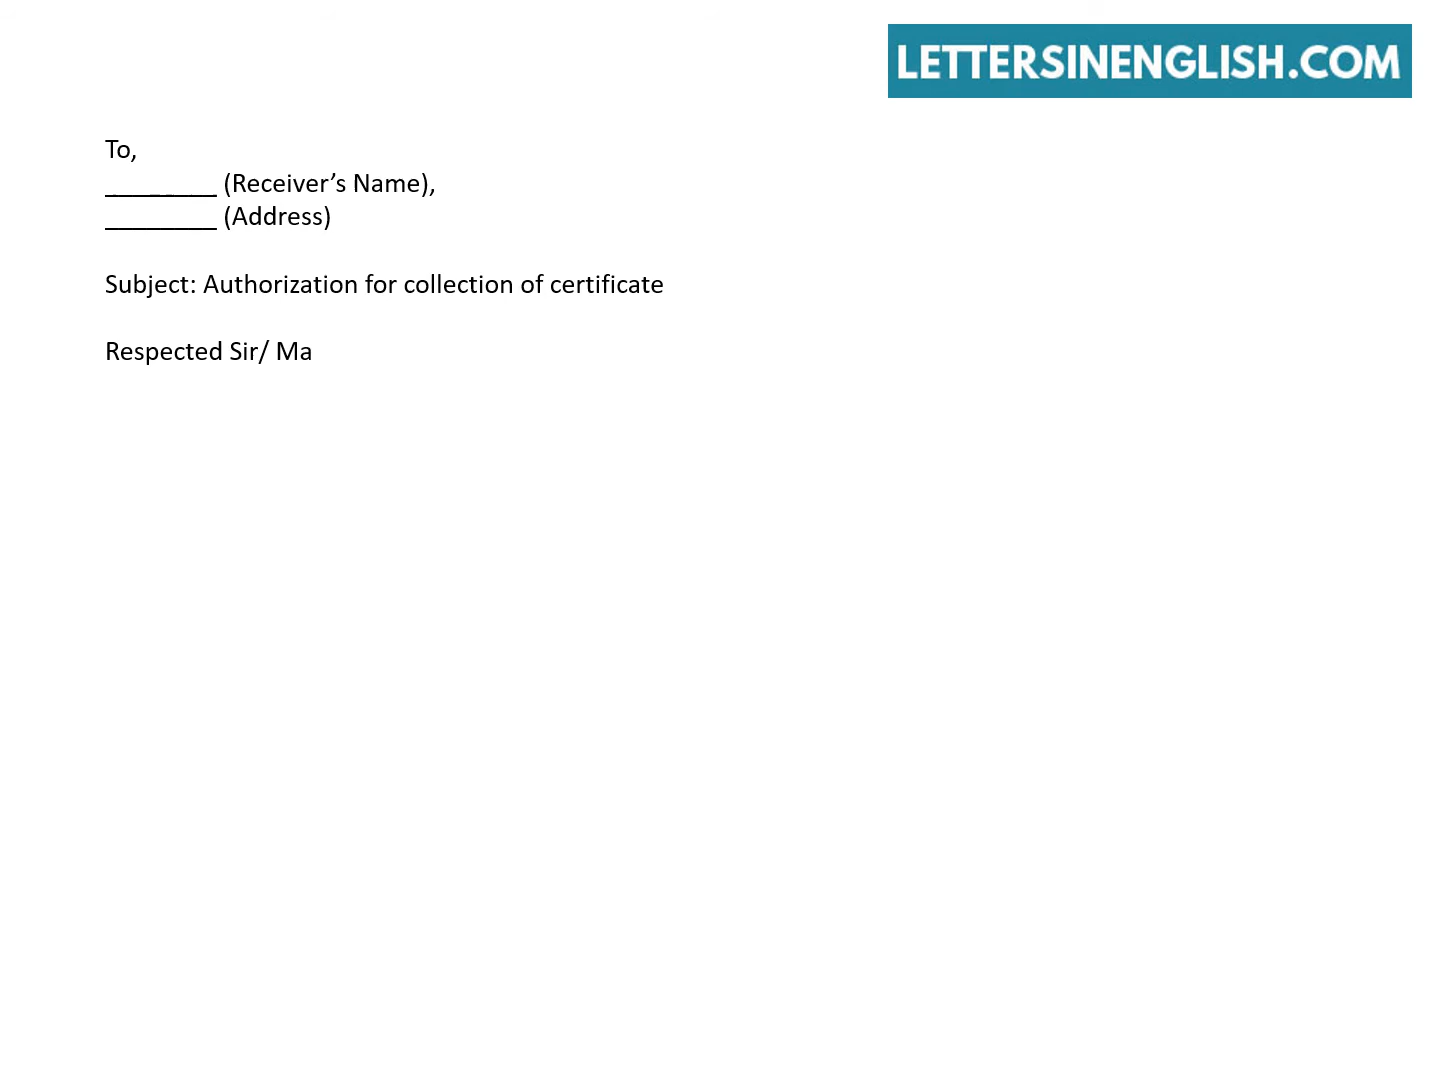 LETTERSINENGLISH.COM
To,
________ (Receiver’s Name),
________ (Address)
Subject: Authorization for collection of certificate
Respected Sir/ Ma